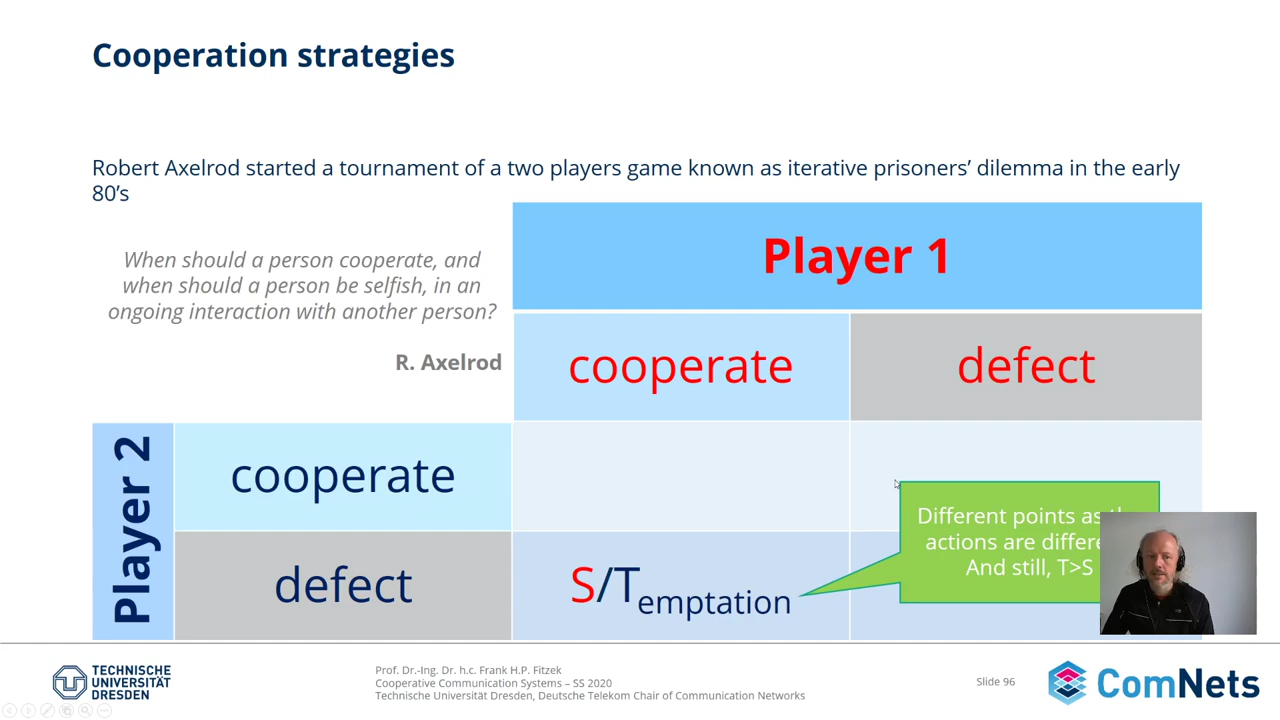 Cooperation strategies
Robert Axelrod started a tournament of a two players game known as iterative prisoners’ dilemma in the early
80’s
When should a person cooperate, and
when should a person be selfish, in an
ongoing interaction with another person?
R. Axelrod
Player 1
cooperate
defect
Player 2
cooperate
defect
S/Temptation
Different points as
actions are
And still, T>S
TECHNISCHE
UNIVERSITÄT
DRESDEN
Prof. Dr.-Ing. Dr. h.c. Frank H.P. Fitzek
Cooperative Communication Systems – SS 2020
Technische Universität Dresden, Deutsche Telekom Chair of Communication Networks
Slide 96
ComNets